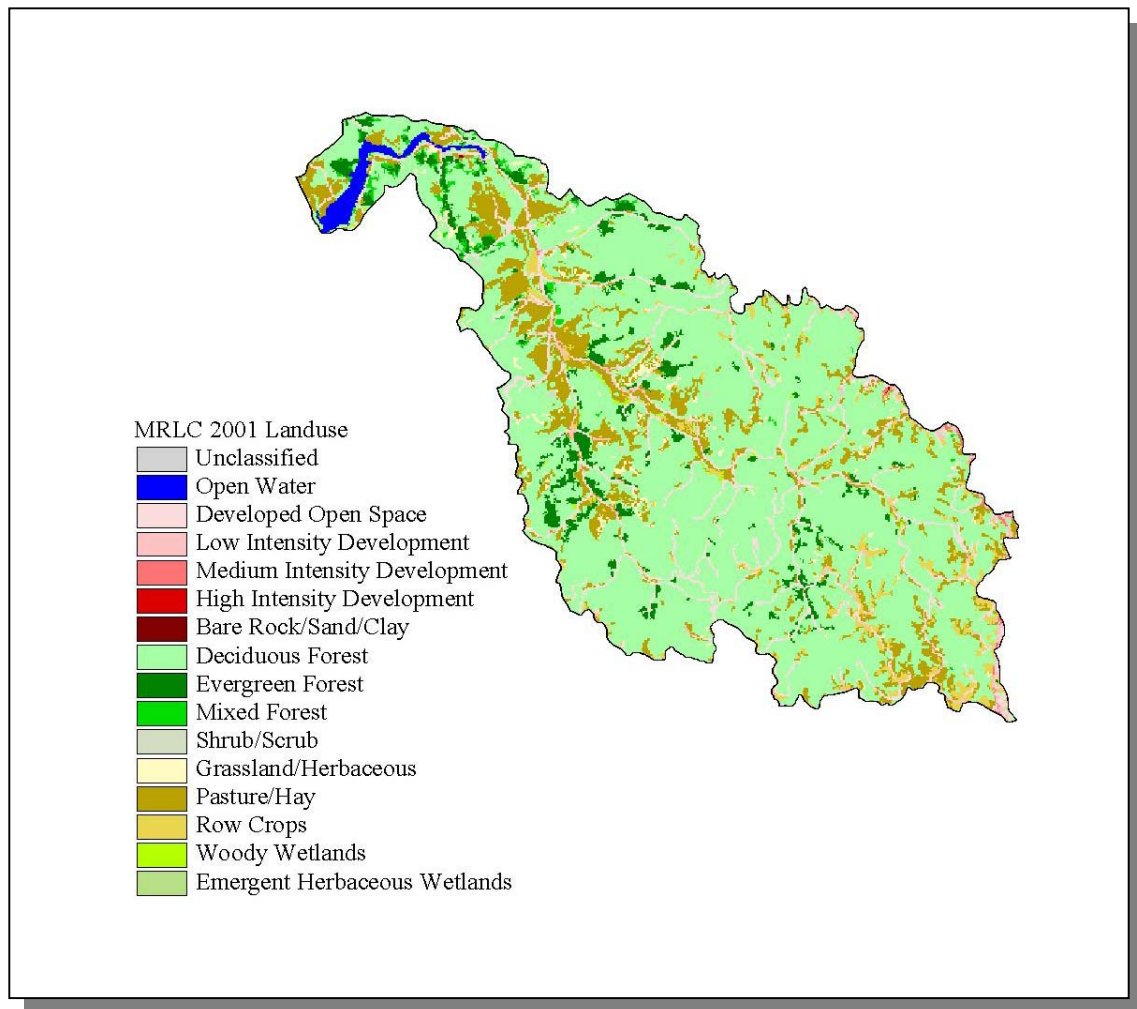 MRLC 2001 Landuse
Unclassified
Open Water
Developed Open Space
Low Intensity Development
Medium Intensity Development
High Intensity Development
Bare Rock/Sand/Clay
Deciduous Forest
Evergreen Forest
Mixed Forest
Shrub/Scrub
Grassland/Herbaceous
Pasture/Hay
Row Crops
Woody Wetlands
Emergent Herbaceous Wetlands